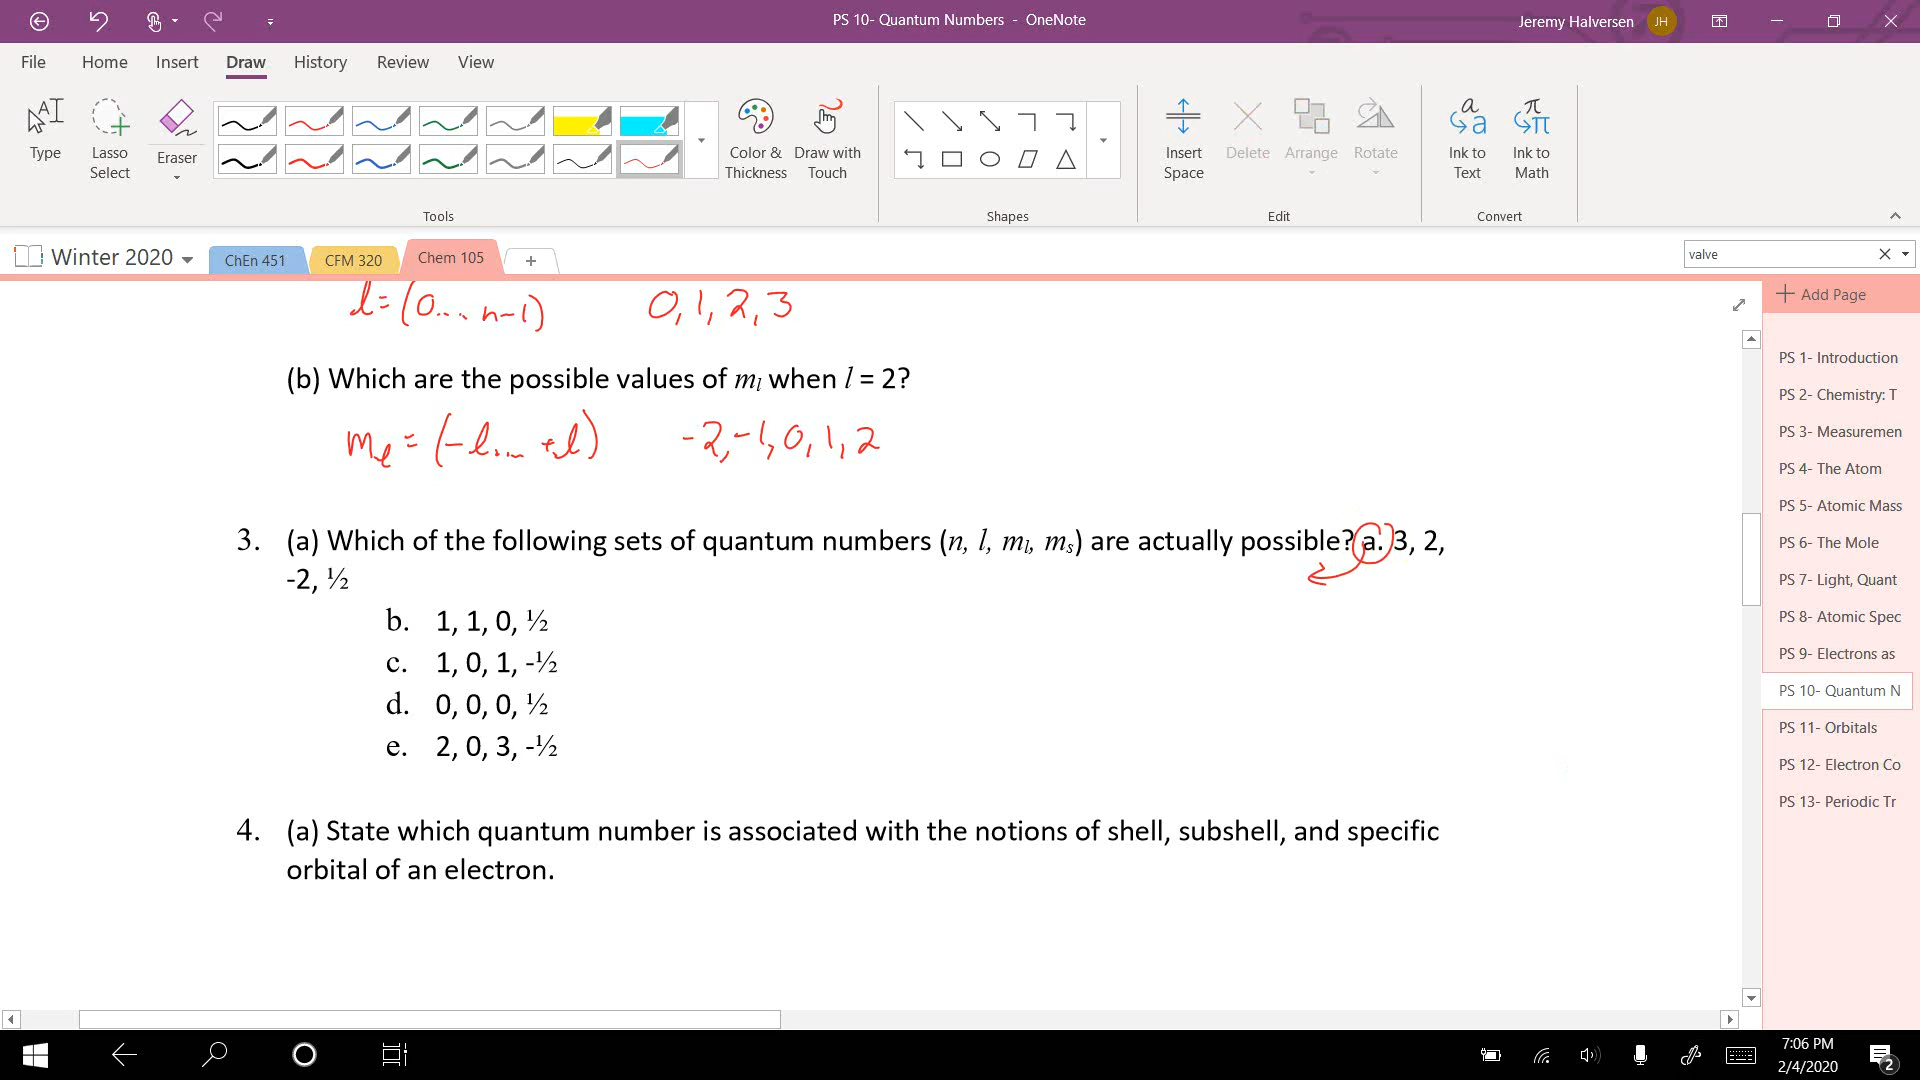 PS 10- Quantum Numbers - OneNote
Jeremy Halversen JH
File Home Insert Draw History Review View
Type
Lasso Select
Eraser
Color & Thickness
Draw with Touch
Insert Space
Delete
Arrange
Rotate
Ink to Text
Ink to Math
Tools Shapes Edit Convert
Winter 2020 ChEn 451 CFM 320 Chem 105 +
valve
l = (0... n-1) 0, 1, 2, 3
(b) Which are the possible values of mₗ when l = 2?
mₗ = (-l... +l) -2, -1, 0, 1, 2
3. (a) Which of the following sets of quantum numbers (n, l, mₗ, mₛ) are actually possible? a. 3, 2,
-2, ½
b. 1, 1, 0, ½
c. 1, 0, 1, -½
d. 0, 0, 0, ½
e. 2, 0, 3, -½
4. (a) State which quantum number is associated with the notions of shell, subshell, and specific
orbital of an electron.
Add Page
PS 1- Introduction
PS 2- Chemistry: T
PS 3- Measuremen
PS 4- The Atom
PS 5- Atomic Mass
PS 6- The Mole
PS 7- Light, Quant
PS 8- Atomic Spec
PS 9- Electrons as
PS 10- Quantum N
PS 11- Orbitals
PS 12- Electron Co
PS 13- Periodic Tr
7:06 PM
2/4/2020
2